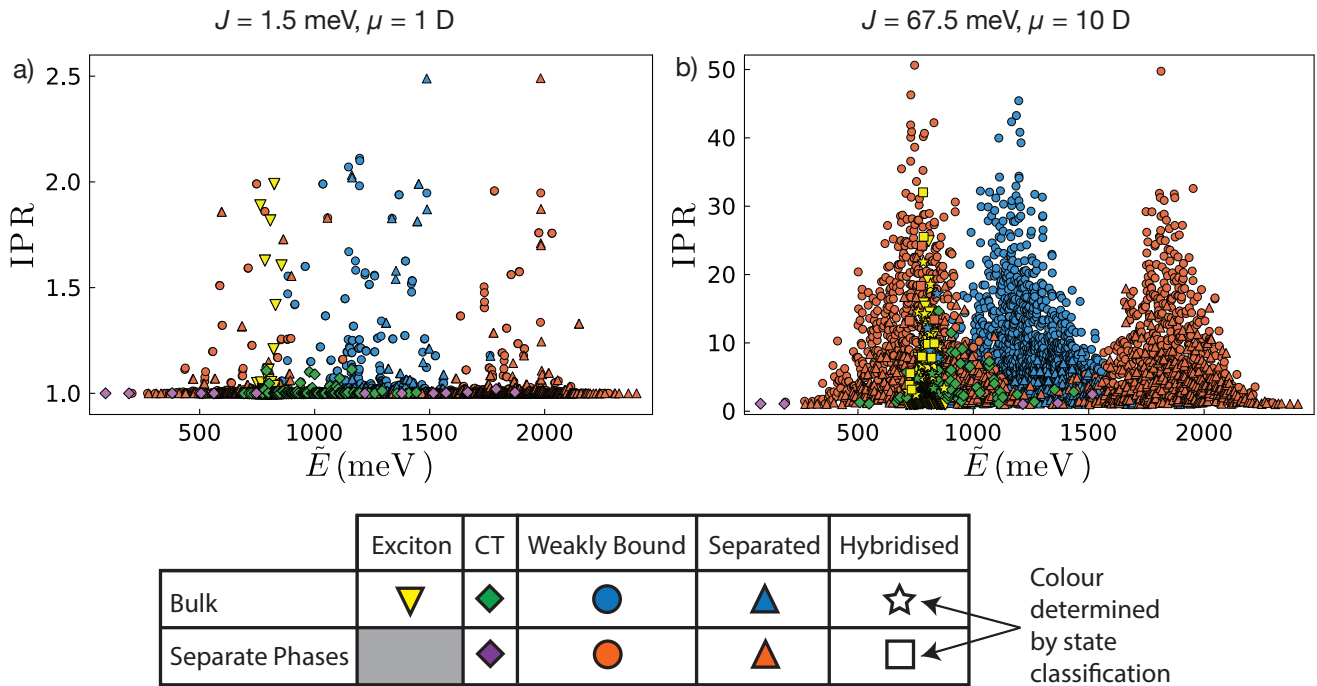 J = 1.5 meV, μ = 1 D
J = 67.5 meV, μ = 10 D
a)
2.5
2.0
1.5
1.0
IPR
500
1000
1500
2000
Ẽ (meV)
b)
50
40
30
20
10
0
IPR
500
1000
1500
2000
Ẽ (meV)
Exciton CT Weakly Bound Separated Hybridised
Bulk
Separate Phases
Colour
determined
by state
classification